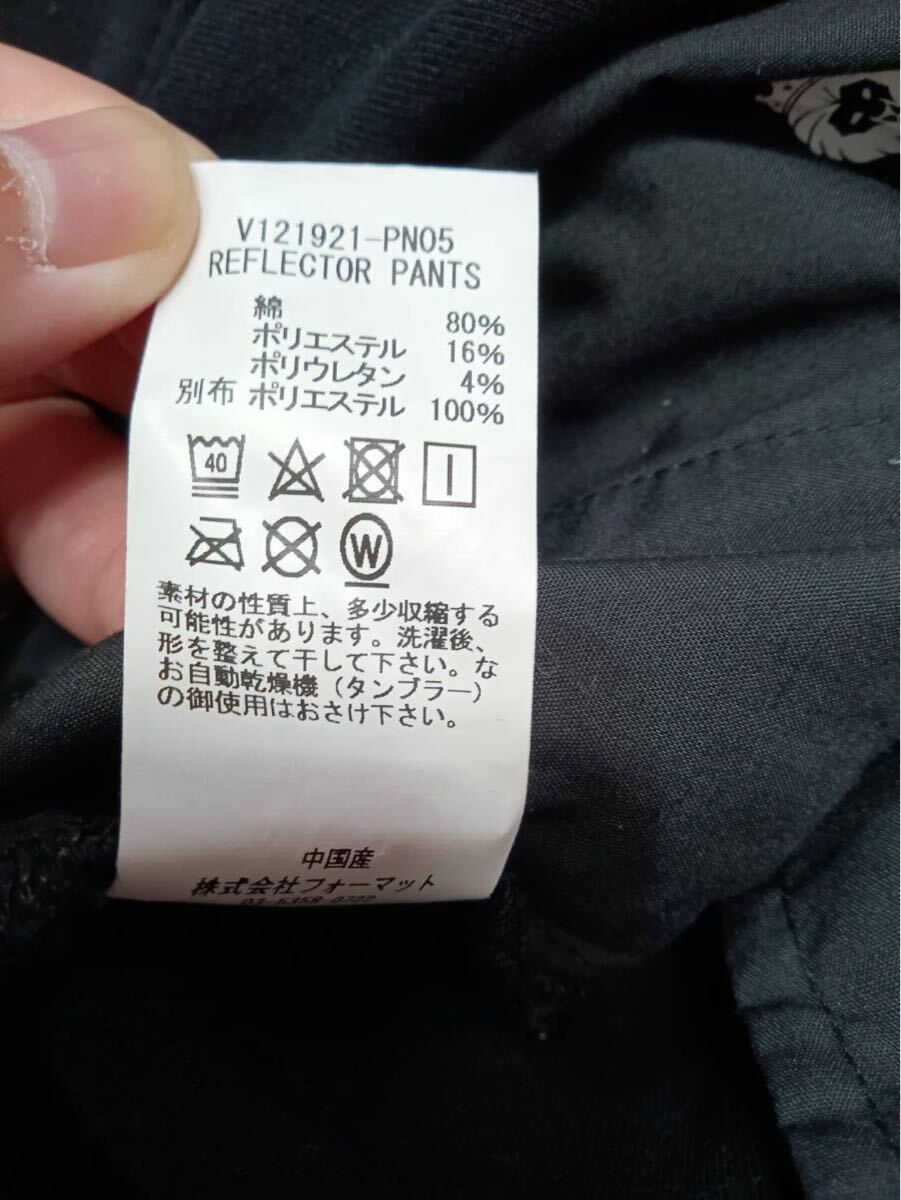 V121921-PN05
REFLECTOR PANTS
綿 80%
ポリエステル 16%
ポリウレタン 4%
別布 ポリエステル 100%
40
W
素材の性質上、多少収縮する
可能性があります。洗濯後、
形を整えて干して下さい。な
お自動乾燥機（タンブラー）
の御使用はおさけ下さい。
中国産
株式会社フォーマット